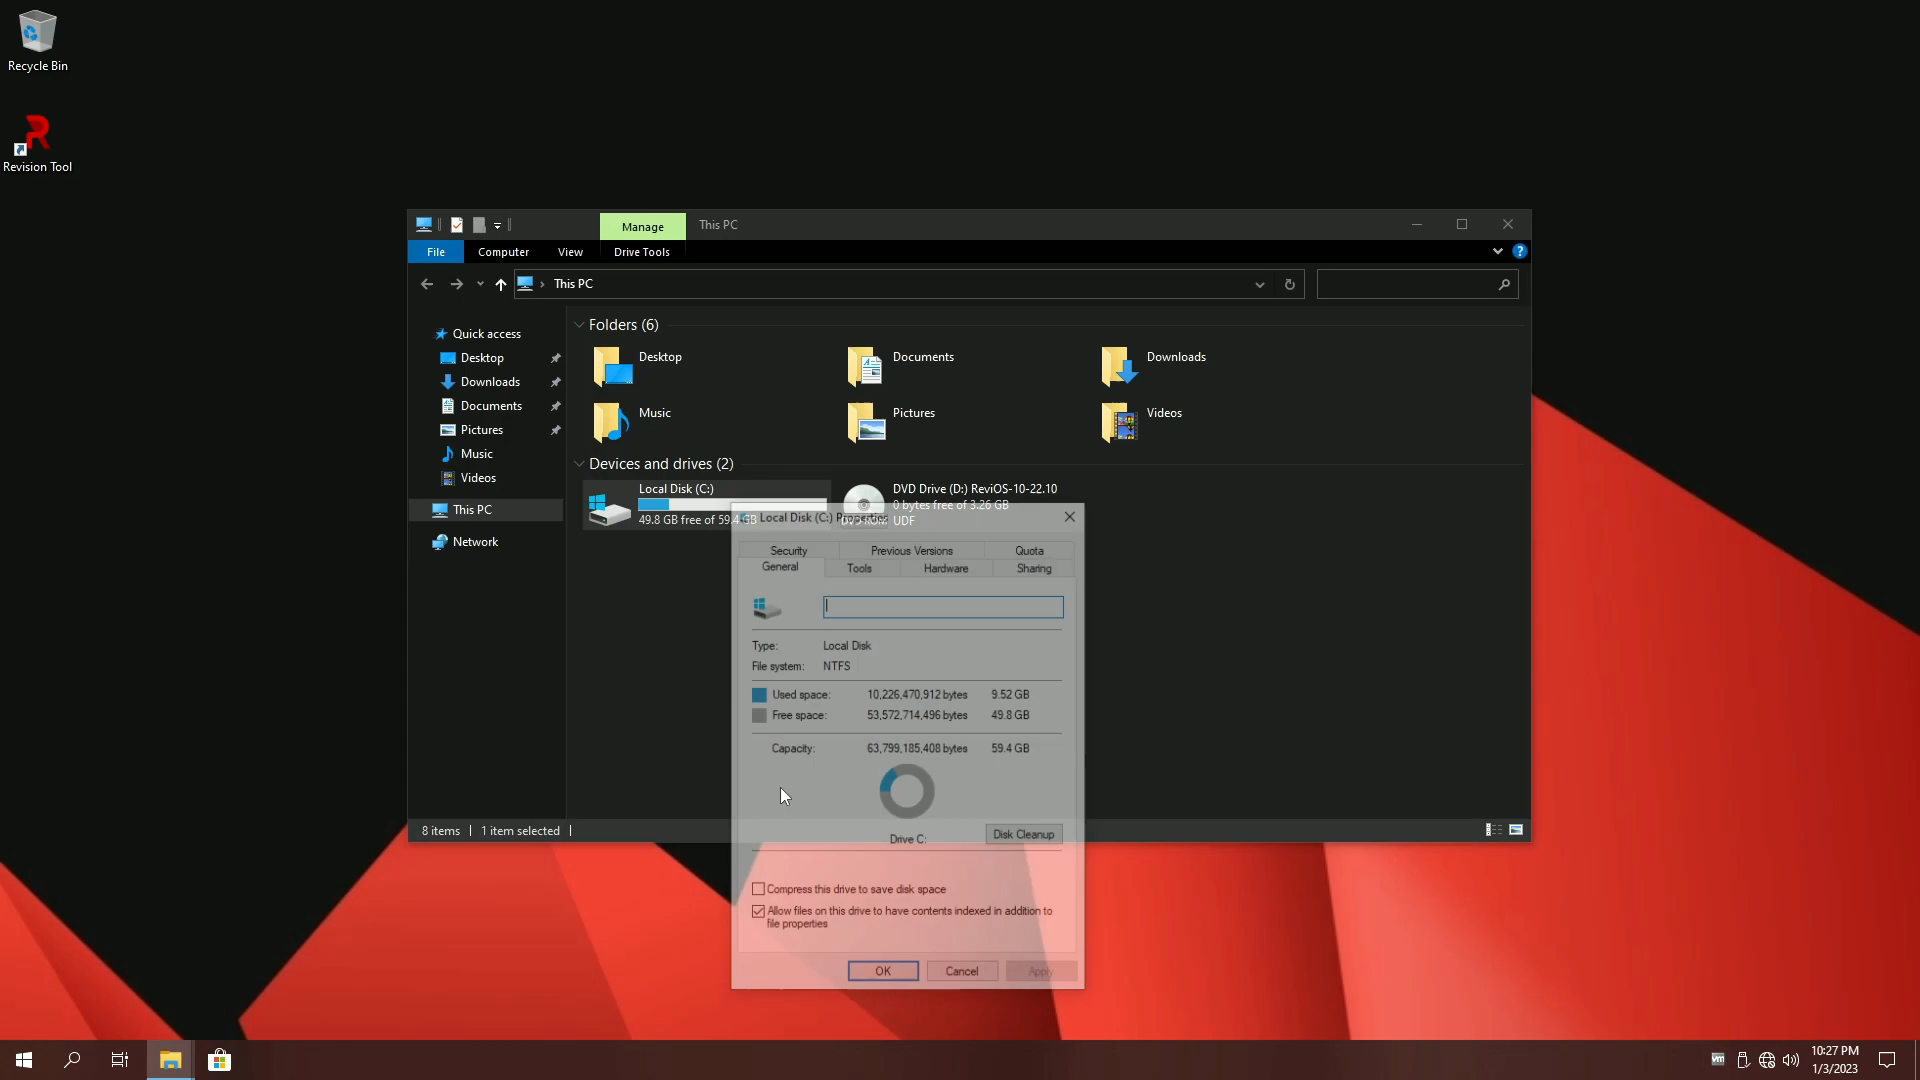 Recycle Bin
Revision Tool
Manage
This PC
File
Computer
View
Drive Tools
This PC
Quick access
Desktop
Downloads
Documents
Pictures
Music
Videos
This PC
Network
Folders (6)
Desktop
Documents
Downloads
Music
Pictures
Videos
Devices and drives (2)
Local Disk (C:)
49.8 GB free of 59.4 GB
DVD Drive (D:) ReviOS-10-22.10
0 bytes free of 3.26 GB
UDF
Local Disk (C:) Properties
Security
Previous Versions
Quota
General
Tools
Hardware
Sharing
Type: Local Disk
File system: NTFS
Used space: 10,226,470,912 bytes 9.52 GB
Free space: 53,572,714,496 bytes 49.8 GB
Capacity: 63,799,185,408 bytes 59.4 GB
Drive C:
Disk Cleanup
Compress this drive to save disk space
Allow files on this drive to have contents indexed in addition to
file properties
OK
Cancel
Apply
8 items
1 item selected
vm
10:27 PM
1/3/2023